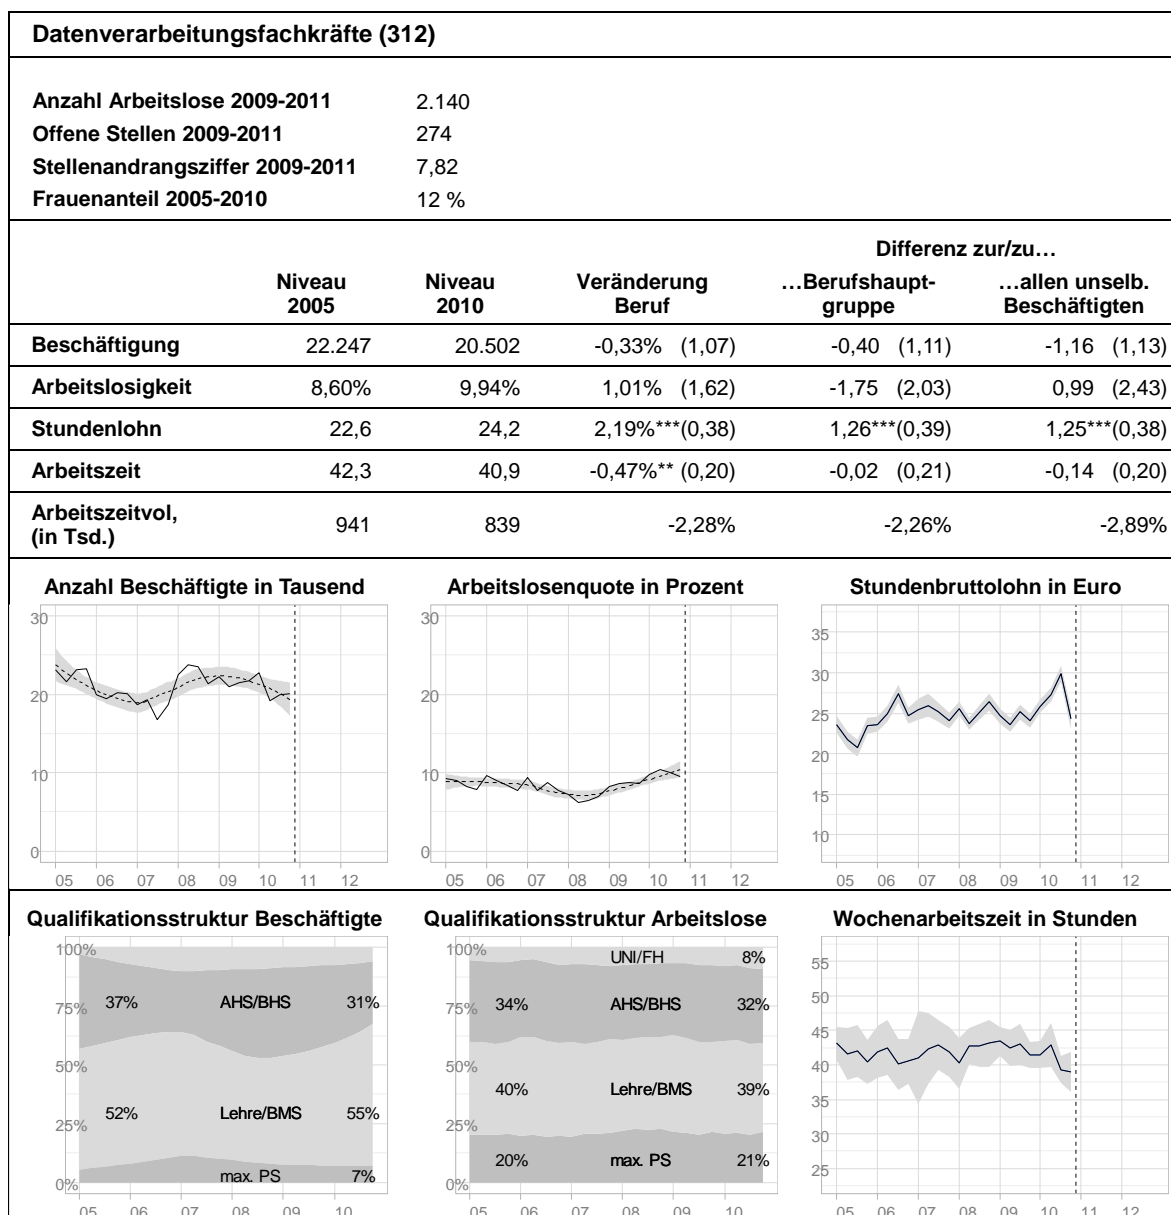 Datenverarbeitungsfachkräfte (312)
Anzahl Arbeitslose 2009-2011 2.140
Offene Stellen 2009-2011 274
Stellenandrangsziffer 2009-2011 7,82
Frauenanteil 2005-2010 12 %
Differenz zur/zu…
Niveau 2005 Niveau 2010 Veränderung Beruf …Berufshaupt-gruppe …allen unselb. Beschäftigten
Beschäftigung 22.247 20.502 -0,33% (1,07) -0,40 (1,11) -1,16 (1,13)
Arbeitslosigkeit 8,60% 9,94% 1,01% (1,62) -1,75 (2,03) 0,99 (2,43)
Stundenlohn 22,6 24,2 2,19%***(0,38) 1,26***(0,39) 1,25***(0,38)
Arbeitszeit 42,3 40,9 -0,47%** (0,20) -0,02 (0,21) -0,14 (0,20)
Arbeitszeitvol, (in Tsd.) 941 839 -2,28% -2,26% -2,89%
Anzahl Beschäftigte in Tausend
30
20
10
0
05 06 07 08 09 10 11 12
Arbeitslosenquote in Prozent
30
20
10
0
05 06 07 08 09 10 11 12
Stundenbruttolohn in Euro
35
30
25
20
15
10
05 06 07 08 09 10 11 12
Qualifikationsstruktur Beschäftigte
100%
75% 37% AHS/BHS 31%
50%
52% Lehre/BMS 55%
25%
max. PS 7%
0%
05 06 07 08 09 10
Qualifikationsstruktur Arbeitslose
100% UNI/FH 8%
75% 34% AHS/BHS 32%
50%
40% Lehre/BMS 39%
25%
20% max. PS 21%
0%
05 06 07 08 09 10
Wochenarbeitszeit in Stunden
55
50
45
40
35
30
25
05 06 07 08 09 10 11 12